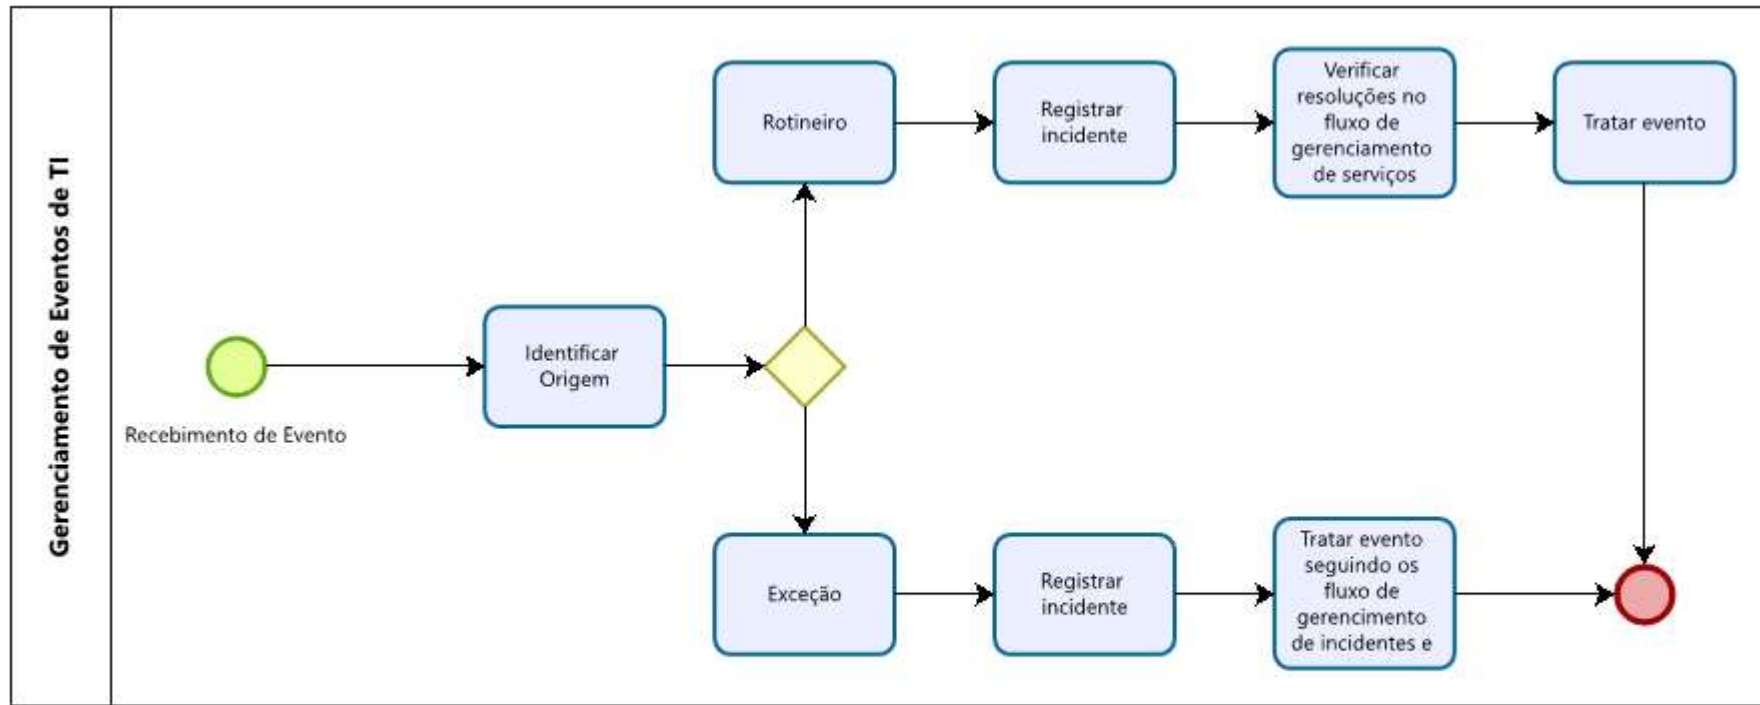 Gerenciamento de Eventos de TI
Recebimento de Evento
Identificar
Origem
Rotineiro
Registrar
incidente
Verificar
resoluções no
fluxo de
gerenciamento
de serviços
Tratar evento
Exceção
Registrar
incidente
Tratar evento
seguindo os
fluxo de
gerencimento
de incidentes e